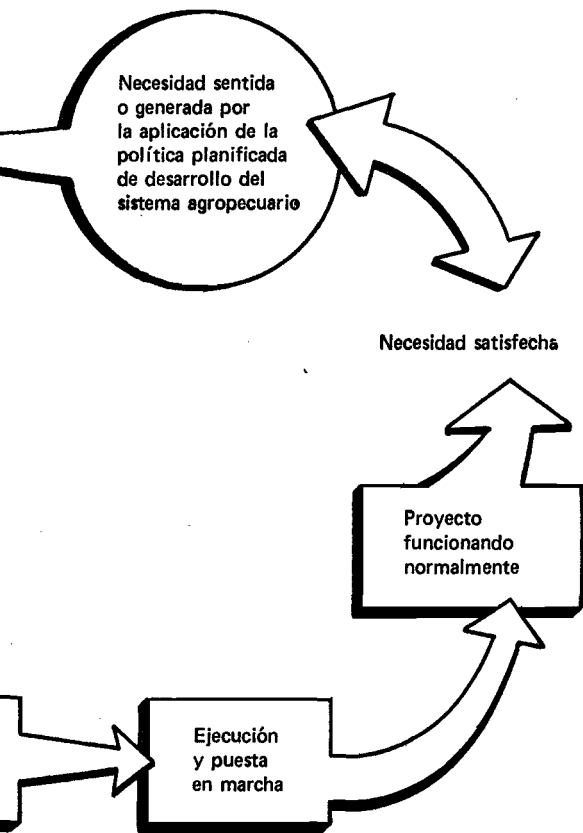 Necesidad sentida
o generada por
la aplicación de la
política planificada
de desarrollo del
sistema agropecuario
Necesidad satisfecha
Proyecto
funcionando
normalmente
Ejecución
y puesta
en marcha